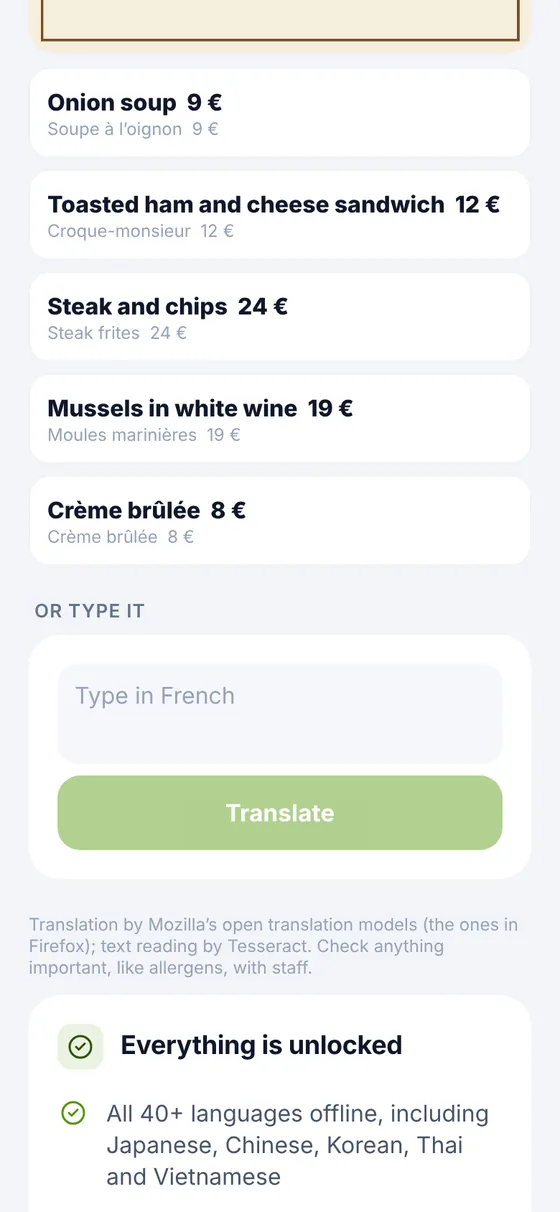 Onion soup 9 €
Soupe à l’oignon 9 €
Toasted ham and cheese sandwich 12 €
Croque-monsieur 12 €
Steak and chips 24 €
Steak frites 24 €
Mussels in white wine 19 €
Moules marinières 19 €
Crème brûlée 8 €
Crème brûlée 8 €
OR TYPE IT
Type in French
Translate
Translation by Mozilla’s open translation models (the ones in
Firefox); text reading by Tesseract. Check anything
important, like allergens, with staff.
Everything is unlocked
All 40+ languages offline, including
Japanese, Chinese, Korean, Thai
and Vietnamese